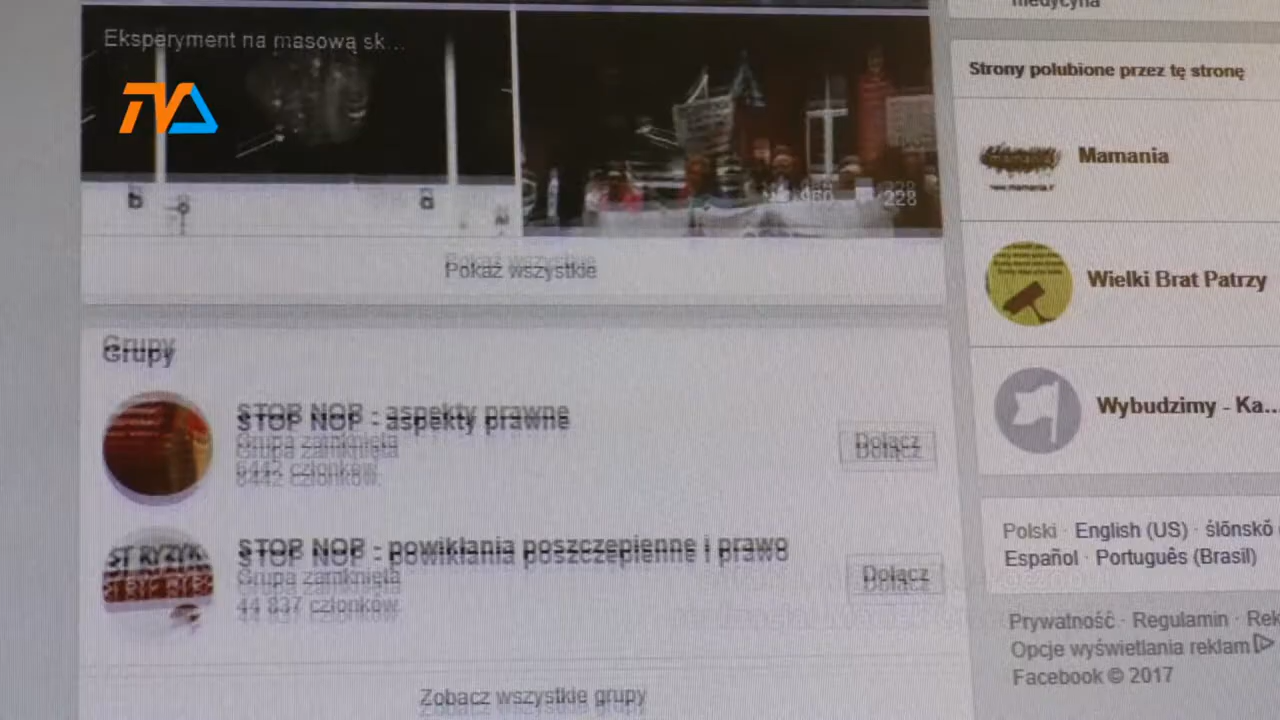 medycyna
Eksperyment na masową sk...
TVA
b
a
960
228
Pokaż wszystkie
Strony polubione przez tę stronę
Mamania
Wielki Brat Patrzy
Wybudzimy - Ka...
Grupy
STOP NOP : aspekty prawne
Grupa zamknięta
8442 członków
Dołącz
STOP NOP : powikłania poszczepienne i prawo
Grupa zamknięta
44 837 członków
Dołącz
Zobacz wszystkie grupy
Polski · English (US) · ślōnskŏ
Español · Português (Brasil)
Prywatność · Regulamin · Rek
Opcje wyświetlania reklam
Facebook © 2017